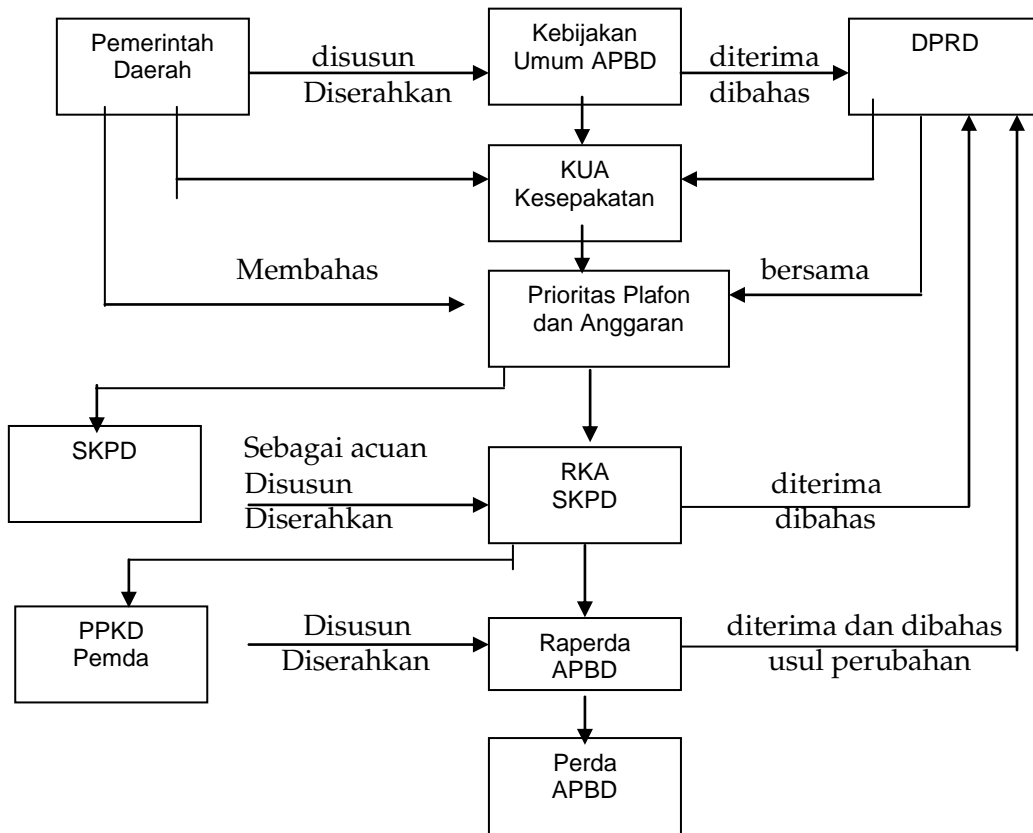 Pemerintah
Daerah
disusun
Diserahkan
Kebijakan
Umum APBD
diterima
dibahas
DPRD
KUA
Kesepakatan
Membahas
Prioritas Plafon
dan Anggaran
bersama
SKPD
Sebagai acuan
Disusun
Diserahkan
RKA
SKPD
diterima
dibahas
PPKD
Pemda
Disusun
Diserahkan
Raperda
APBD
diterima dan dibahas
usul perubahan
Perda
APBD